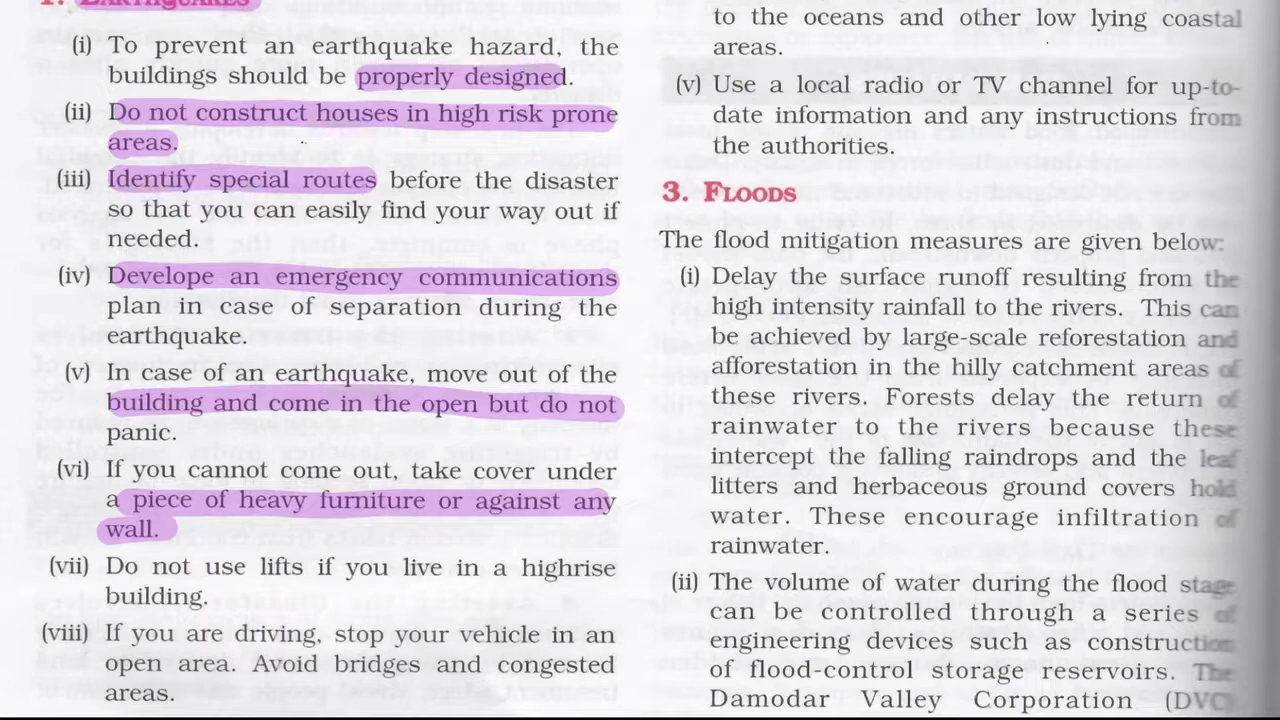 1. EARTHQUAKES
(i) To prevent an earthquake hazard, the
buildings should be properly designed.
(ii) Do not construct houses in high risk prone
areas.
(iii) Identify special routes before the disaster
so that you can easily find your way out if
needed.
(iv) Develope an emergency communications
plan in case of separation during the
earthquake.
(v) In case of an earthquake, move out of the
building and come in the open but do not
panic.
(vi) If you cannot come out, take cover under
a piece of heavy furniture or against any
wall.
(vii) Do not use lifts if you live in a highrise
building.
(viii) If you are driving, stop your vehicle in an
open area. Avoid bridges and congested
areas.
to the oceans and other low lying coastal
areas.
(v) Use a local radio or TV channel for up-to-
date information and any instructions from
the authorities.
3. FLOODS
The flood mitigation measures are given below:
(i) Delay the surface runoff resulting from the
high intensity rainfall to the rivers. This can
be achieved by large-scale reforestation and
afforestation in the hilly catchment areas of
these rivers. Forests delay the return of
rainwater to the rivers because these
intercept the falling raindrops and the leaf
litters and herbaceous ground covers hold
water. These encourage infiltration of
rainwater.
(ii) The volume of water during the flood stage
can be controlled through a series of
engineering devices such as construction
of flood-control storage reservoirs. The
Damodar Valley Corporation (DVC)